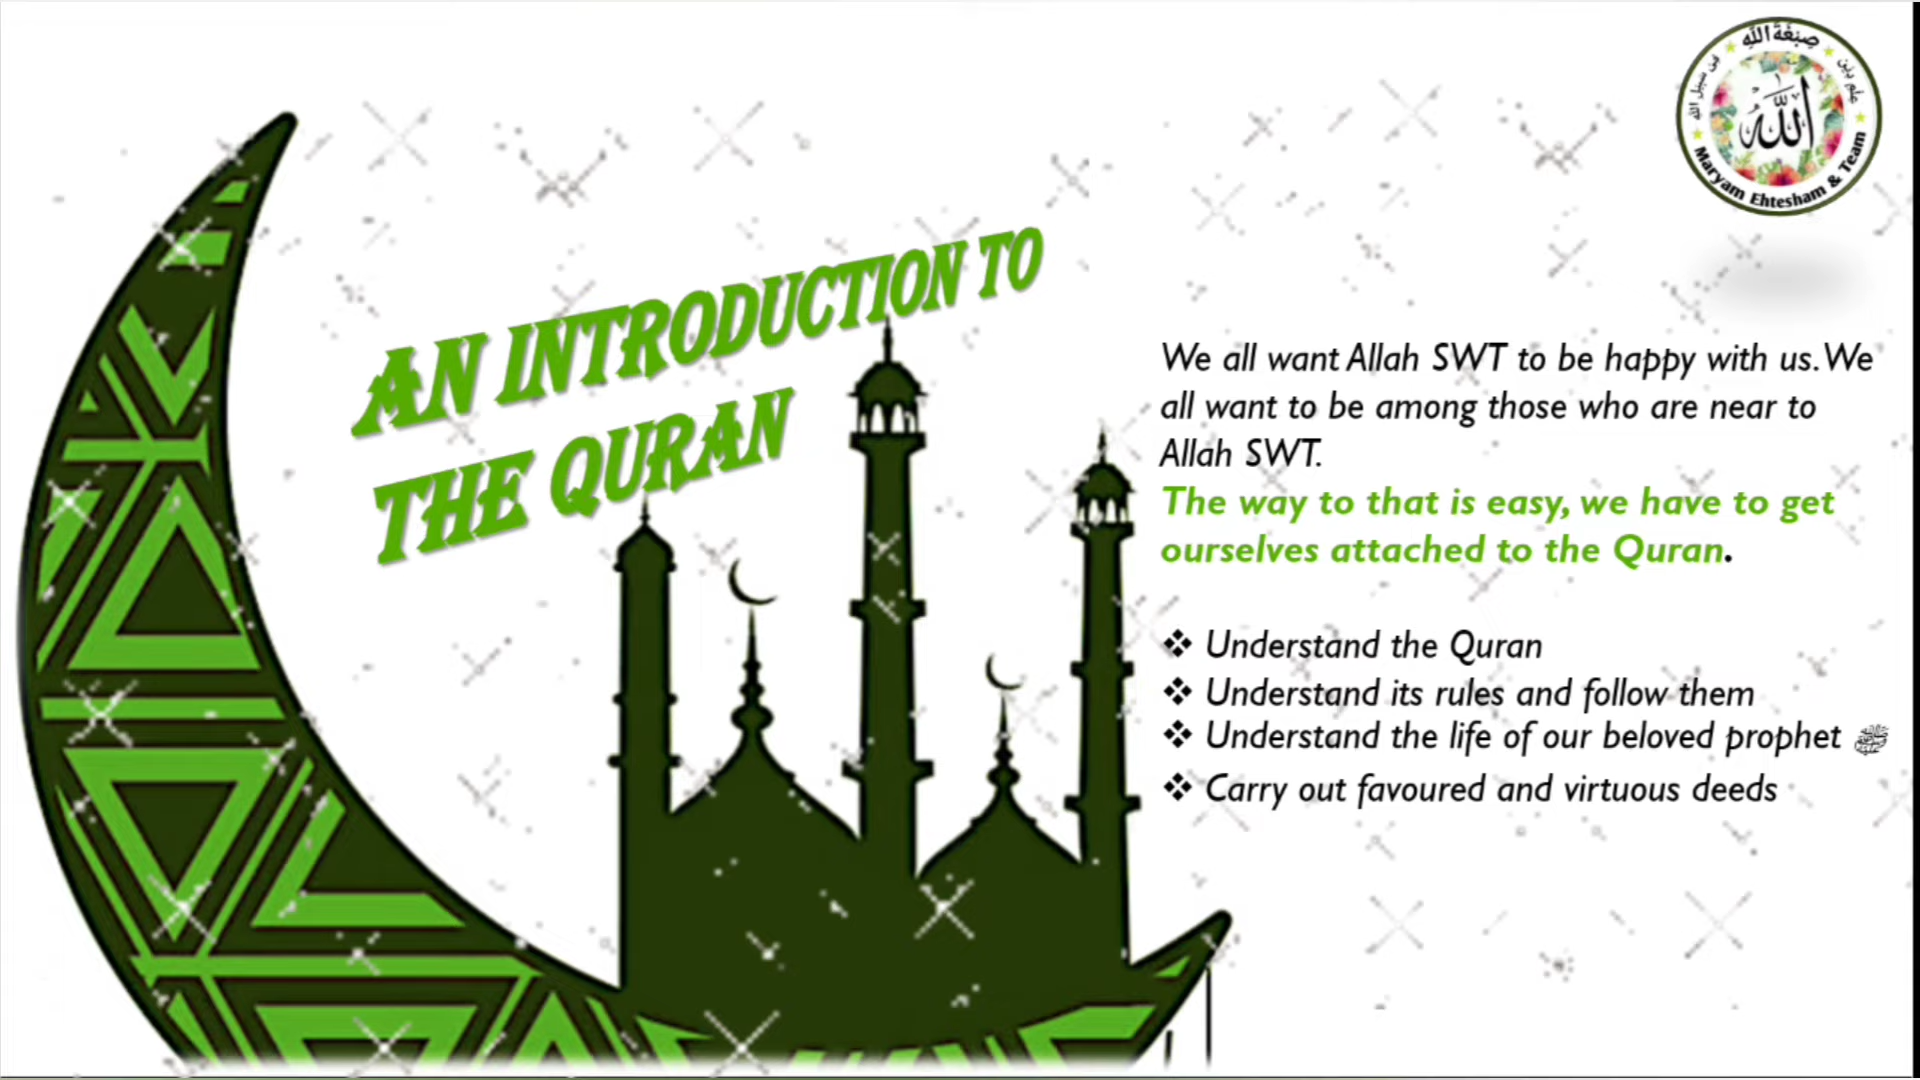 صِبْغَةَ اللّٰهِ
فِی سَبِیْلِ اللّٰه
عِلْمِ دِیْن
اللّٰه
Maryam Ehtesham & Team
AN INTRODUCTION TO
THE QURAN
We all want Allah SWT to be happy with us. We
all want to be among those who are near to
Allah SWT.
The way to that is easy, we have to get
ourselves attached to the Quran.
❖ Understand the Quran
❖ Understand its rules and follow them
❖ Understand the life of our beloved prophet ﷺ
❖ Carry out favoured and virtuous deeds